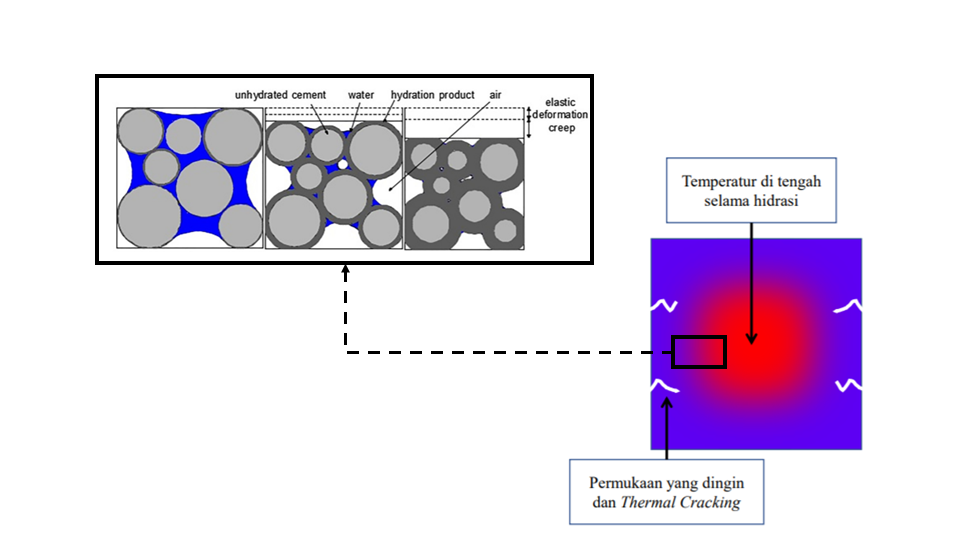 unhydrated cement
water
hydration product
air
elastic
deformation
creep
Temperatur di tengah
selama hidrasi
Permukaan yang dingin
dan Thermal Cracking